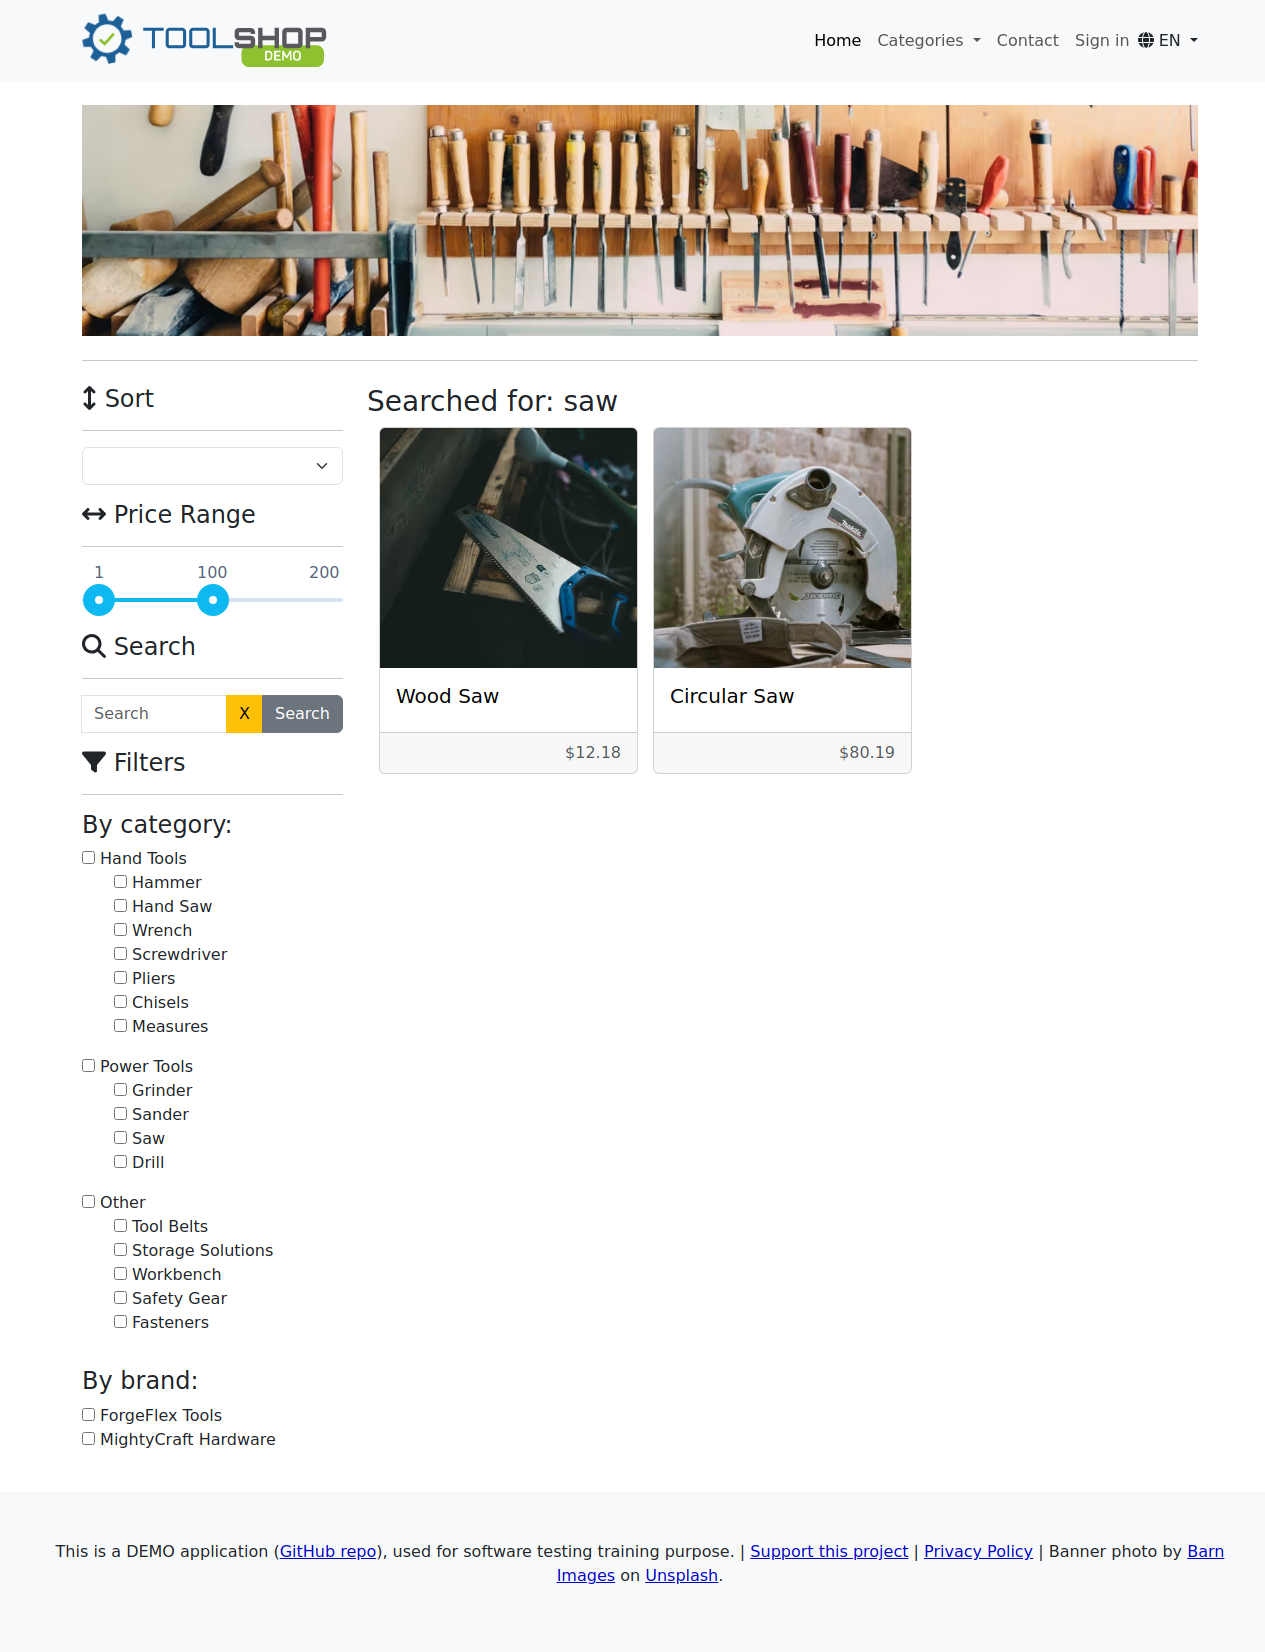 TOOLSHOP
DEMO
Home Categories Contact Sign in EN
Sort
Price Range
1 100 200
Search
Search X Search
Filters
By category:
Hand Tools
Hammer
Hand Saw
Wrench
Screwdriver
Pliers
Chisels
Measures
Power Tools
Grinder
Sander
Saw
Drill
Other
Tool Belts
Storage Solutions
Workbench
Safety Gear
Fasteners
By brand:
ForgeFlex Tools
MightyCraft Hardware
Searched for: saw
Wood Saw
$12.18
Makita
Circular Saw
$80.19
This is a DEMO application (GitHub repo), used for software testing training purpose. | Support this project | Privacy Policy | Banner photo by Barn
Images on Unsplash.